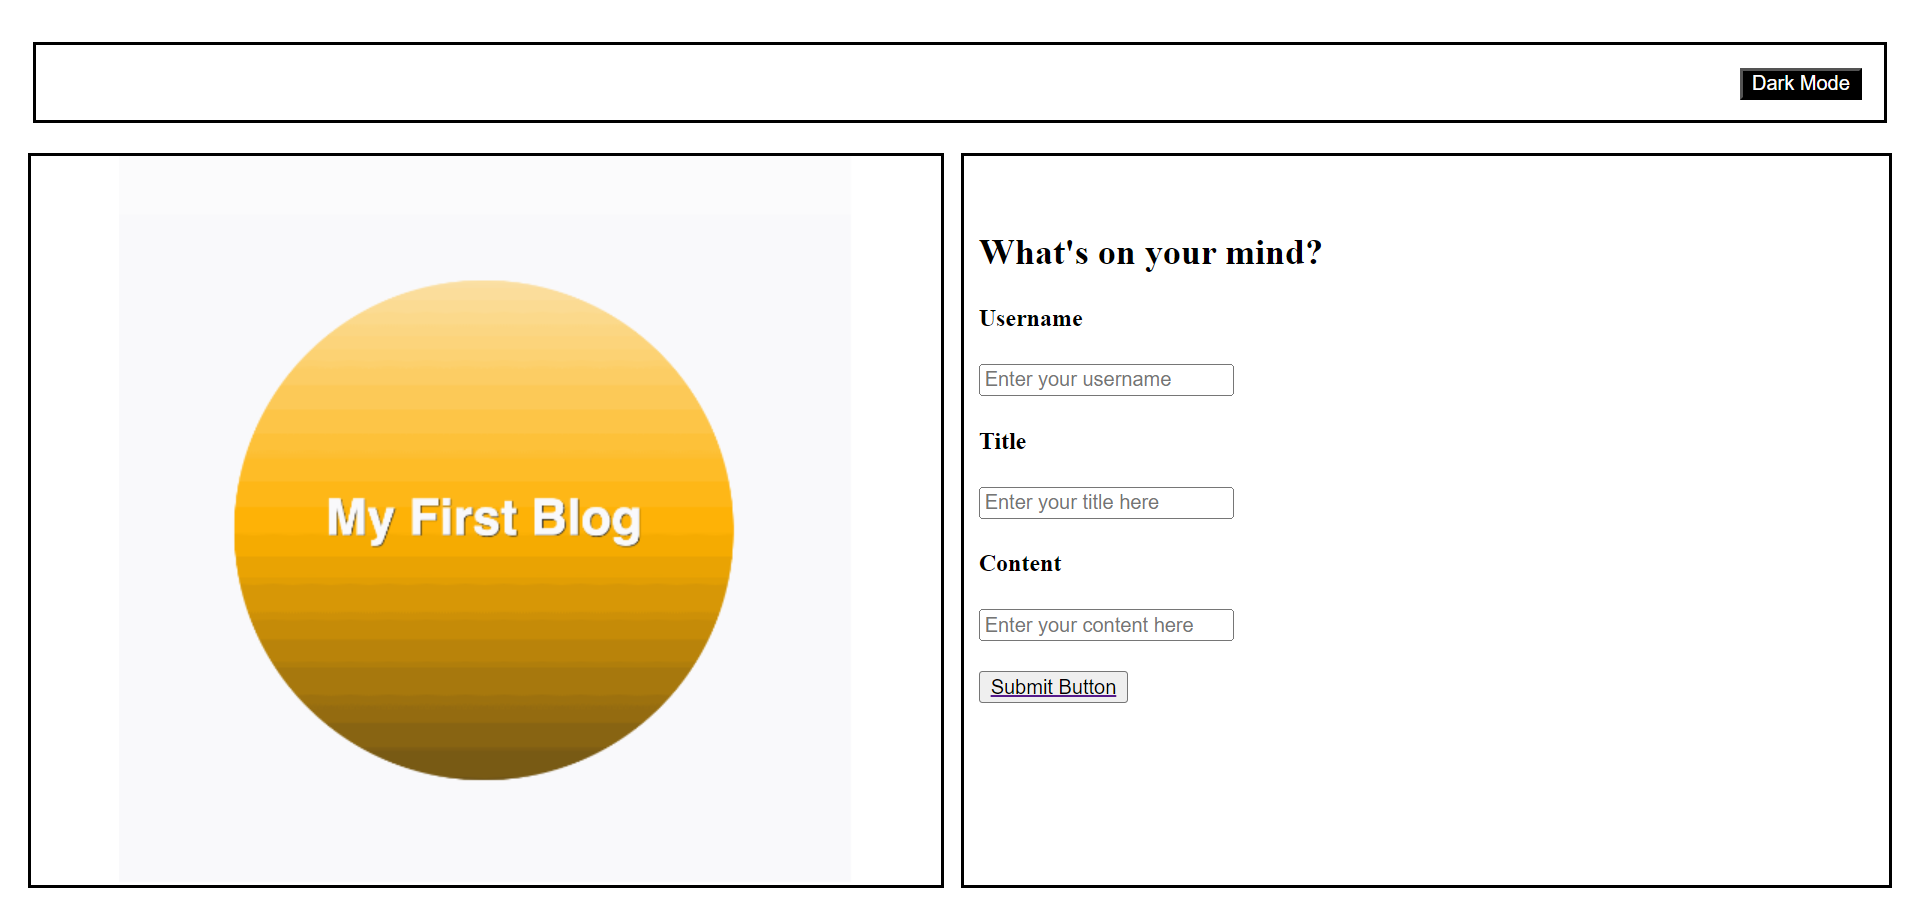 Dark Mode
My First Blog
What's on your mind?
Username
Enter your username
Title
Enter your title here
Content
Enter your content here
Submit Button